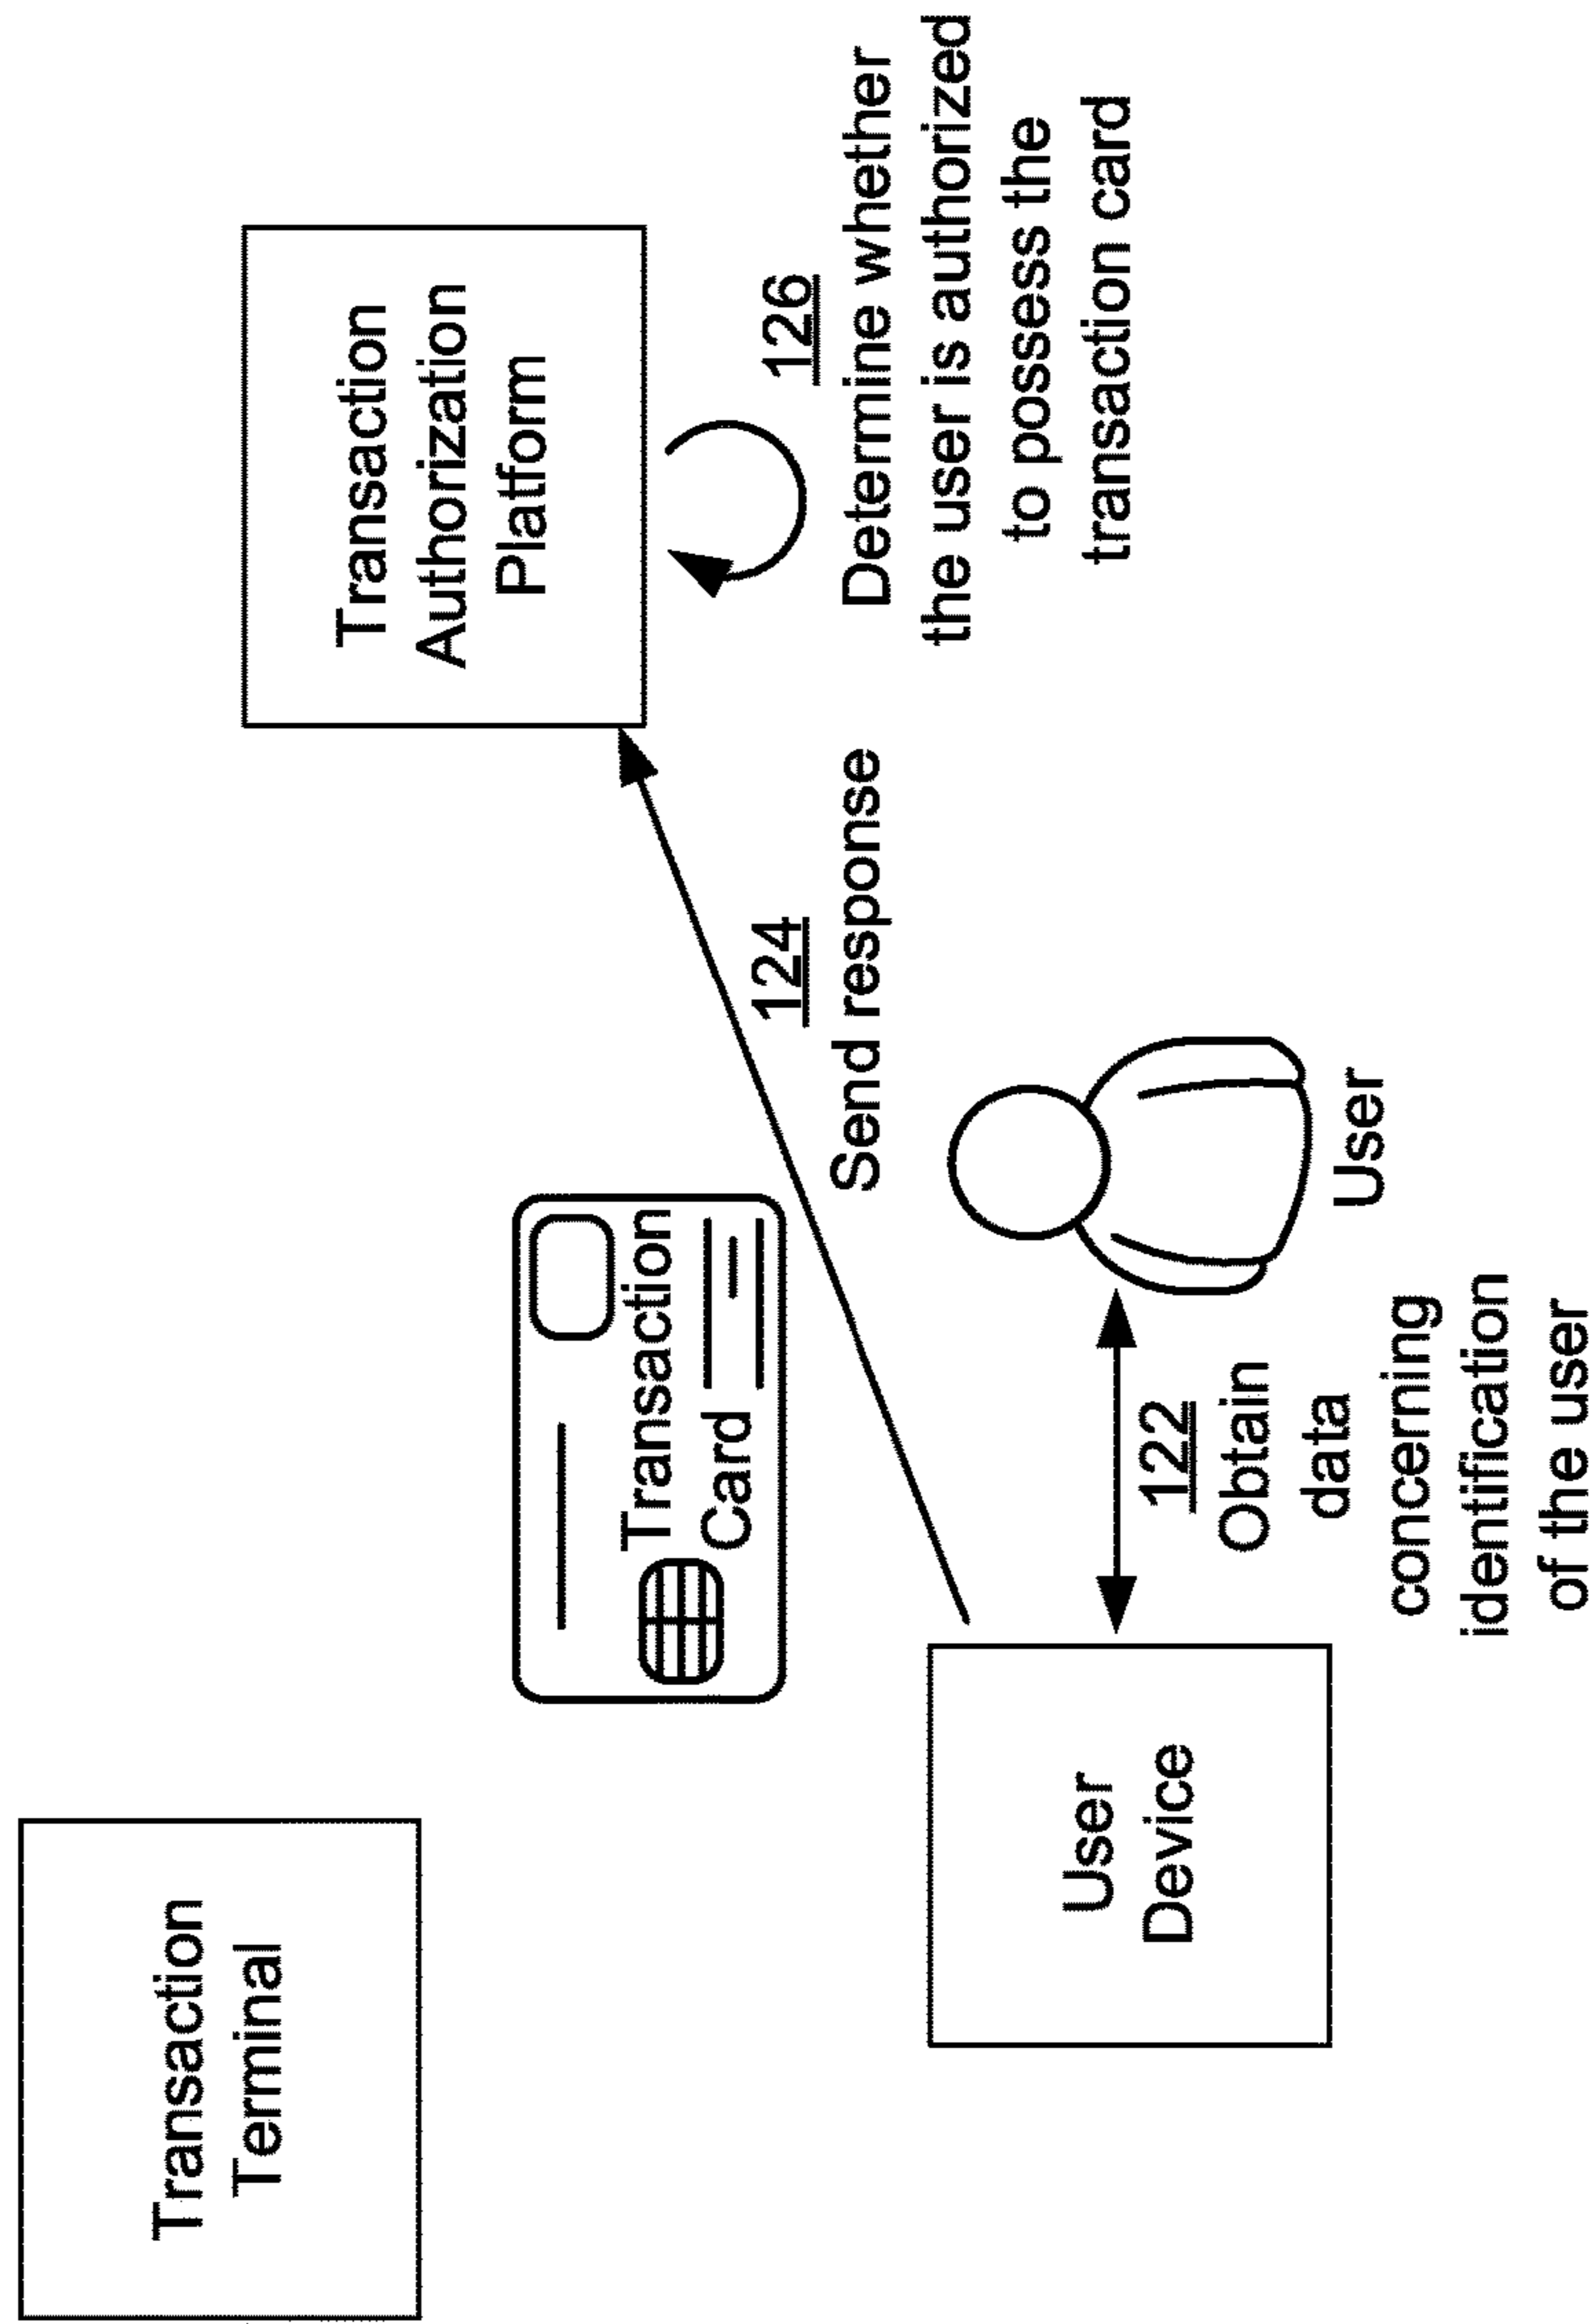 Transaction
Terminal
Transaction
Authorization
Platform
Transaction
Card
124
Send response
126
Determine whether
the user is authorized
to possess the
transaction card
User
Device
122
Obtain
data
concerning
identification
of the user
User